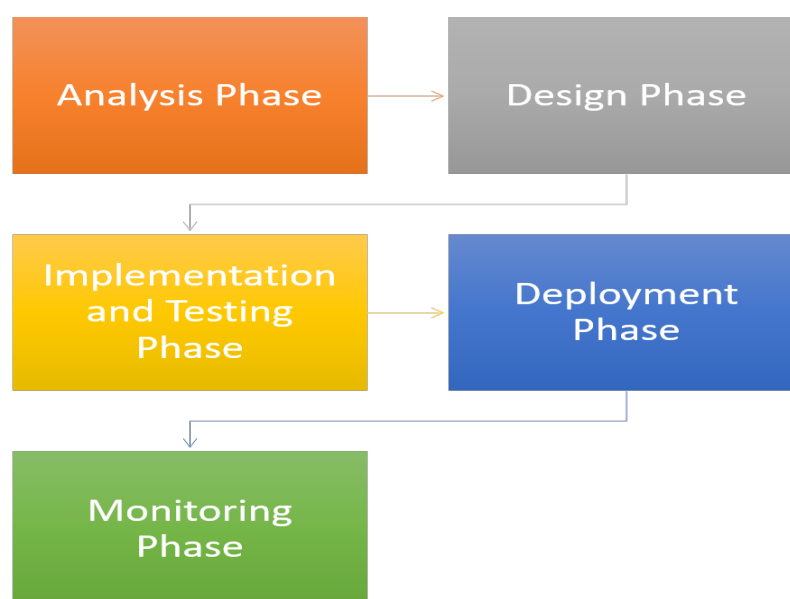 Analysis Phase
Design Phase
Implementation
and Testing
Phase
Deployment
Phase
Monitoring
Phase